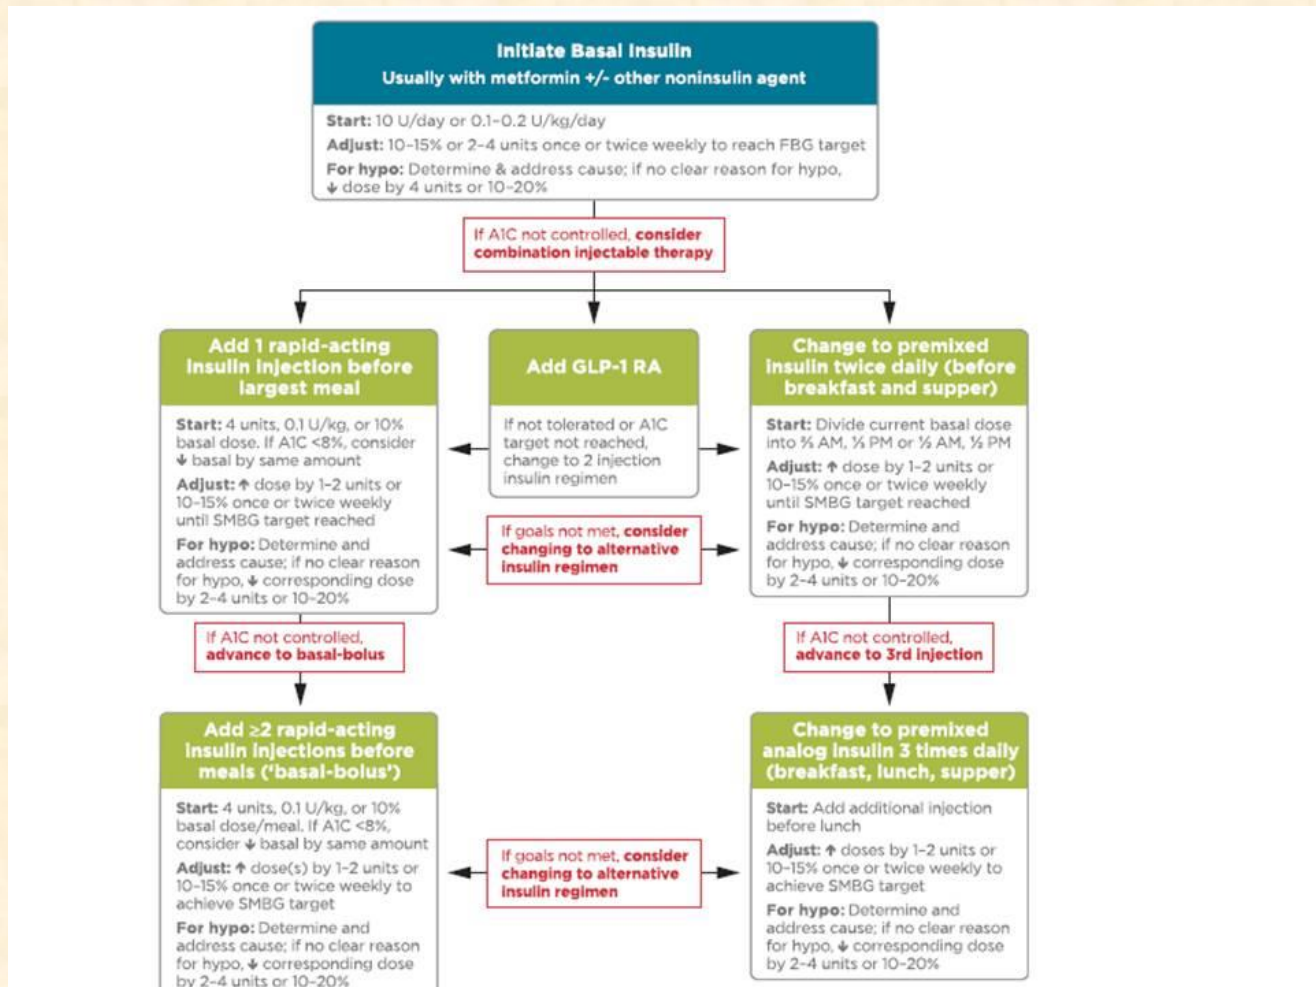 Initiate Basal Insulin
Usually with metformin +/- other noninsulin agent
Start: 10 U/day or 0.1–0.2 U/kg/day
Adjust: 10–15% or 2–4 units once or twice weekly to reach FBG target
For hypo: Determine & address cause; if no clear reason for hypo,
↓ dose by 4 units or 10–20%
If A1C not controlled, consider
combination injectable therapy
Add 1 rapid-acting
insulin injection before
largest meal
Start: 4 units, 0.1 U/kg, or 10%
basal dose. If A1C <8%, consider
↓ basal by same amount
Adjust: ↑ dose by 1–2 units or
10–15% once or twice weekly
until SMBG target reached
For hypo: Determine and
address cause; if no clear reason
for hypo, ↓ corresponding dose
by 2–4 units or 10–20%
Add GLP-1 RA
If not tolerated or A1C
target not reached,
change to 2 injection
insulin regimen
Change to premixed
insulin twice daily (before
breakfast and supper)
Start: Divide current basal dose
into ⅔ AM, ⅓ PM or ½ AM, ½ PM
Adjust: ↑ dose by 1–2 units or
10–15% once or twice weekly
until SMBG target reached
For hypo: Determine and
address cause; if no clear reason
for hypo, ↓ corresponding dose
by 2–4 units or 10–20%
If goals not met, consider
changing to alternative
insulin regimen
If A1C not controlled,
advance to basal-bolus
If A1C not controlled,
advance to 3rd injection
Add ≥2 rapid-acting
insulin injections before
meals (‘basal-bolus’)
Start: 4 units, 0.1 U/kg, or 10%
basal dose/meal. If A1C <8%,
consider ↓ basal by same amount
Adjust: ↑ dose(s) by 1–2 units or
10–15% once or twice weekly to
achieve SMBG target
For hypo: Determine and
address cause; if no clear reason
for hypo, ↓ corresponding dose
by 2–4 units or 10–20%
If goals not met, consider
changing to alternative
insulin regimen
Change to premixed
analog insulin 3 times daily
(breakfast, lunch, supper)
Start: Add additional injection
before lunch
Adjust: ↑ doses by 1–2 units or
10–15% once or twice weekly to
achieve SMBG target
For hypo: Determine and
address cause; if no clear reason
for hypo, ↓ corresponding dose
by 2–4 units or 10–20%